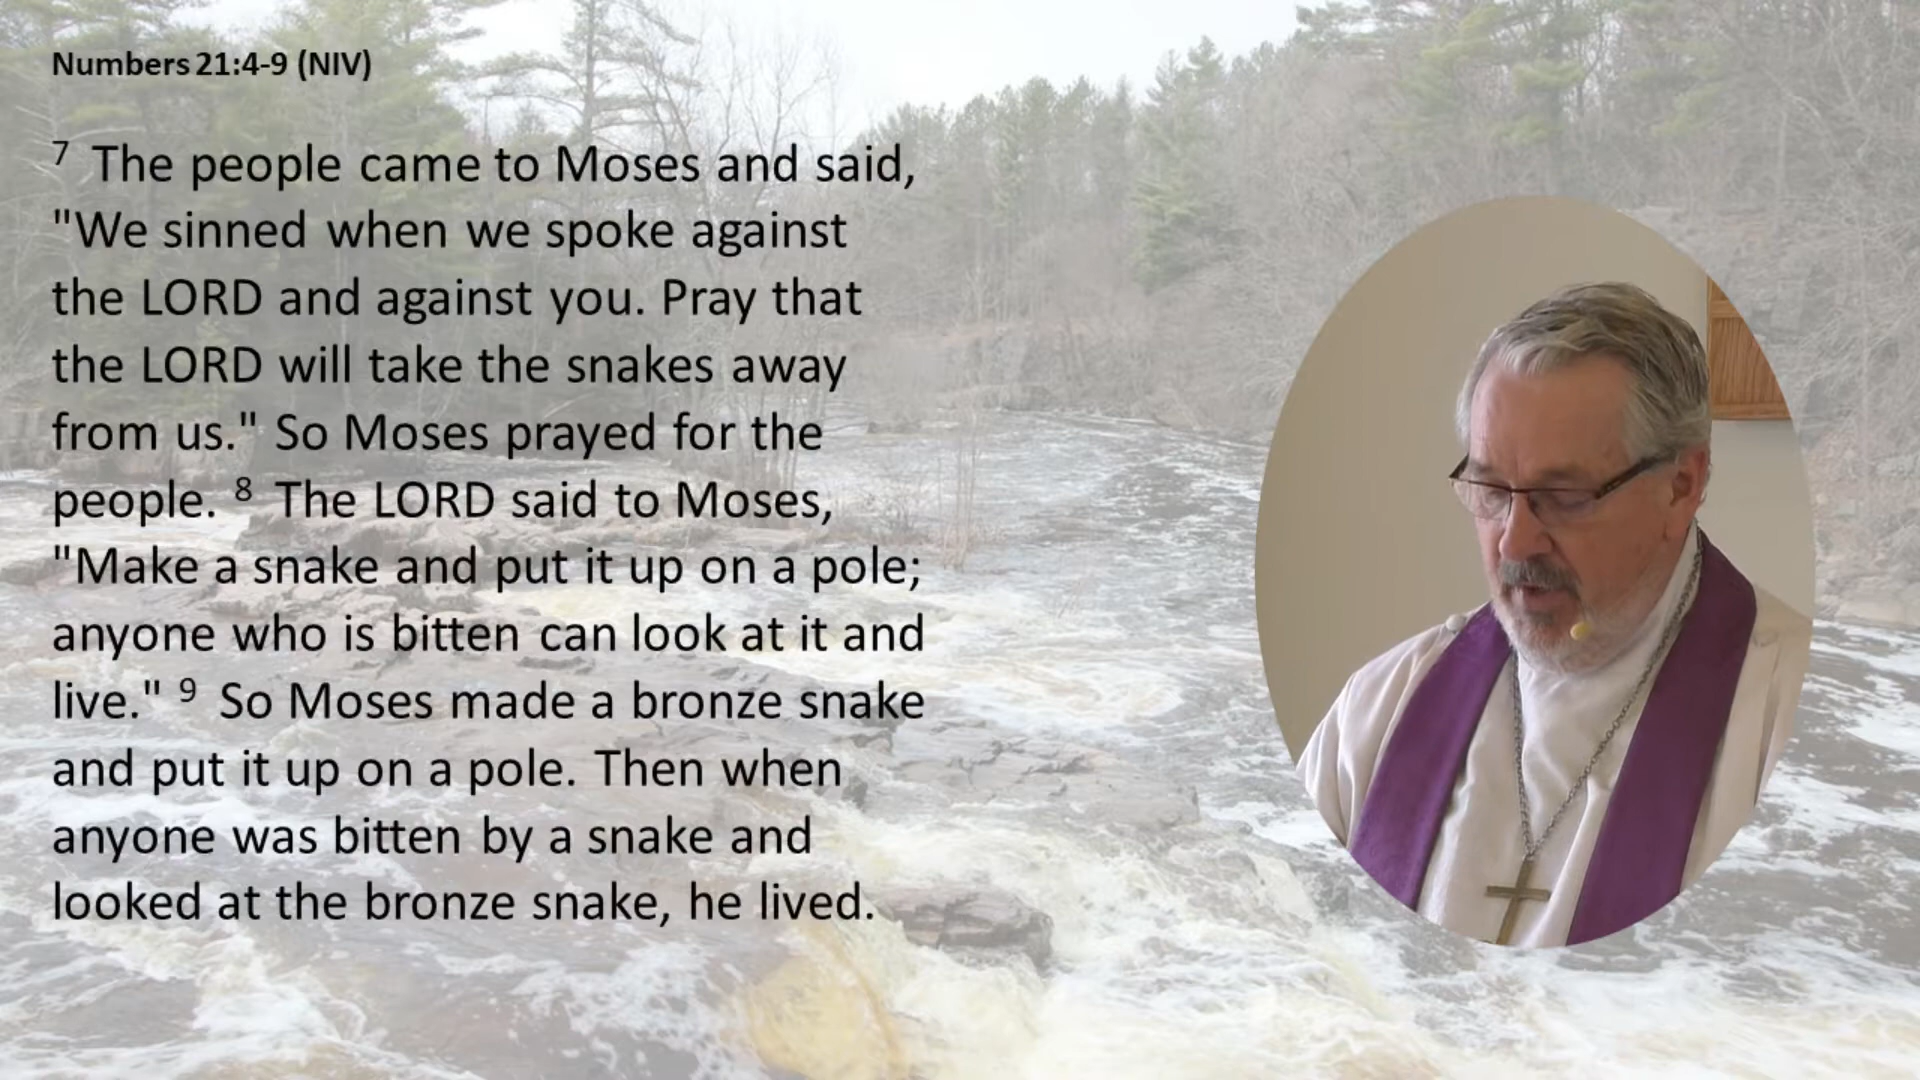 Numbers 21:4-9 (NIV)
7 The people came to Moses and said,
"We sinned when we spoke against
the LORD and against you. Pray that
the LORD will take the snakes away
from us." So Moses prayed for the
people. 8 The LORD said to Moses,
"Make a snake and put it up on a pole;
anyone who is bitten can look at it and
live." 9 So Moses made a bronze snake
and put it up on a pole. Then when
anyone was bitten by a snake and
looked at the bronze snake, he lived.